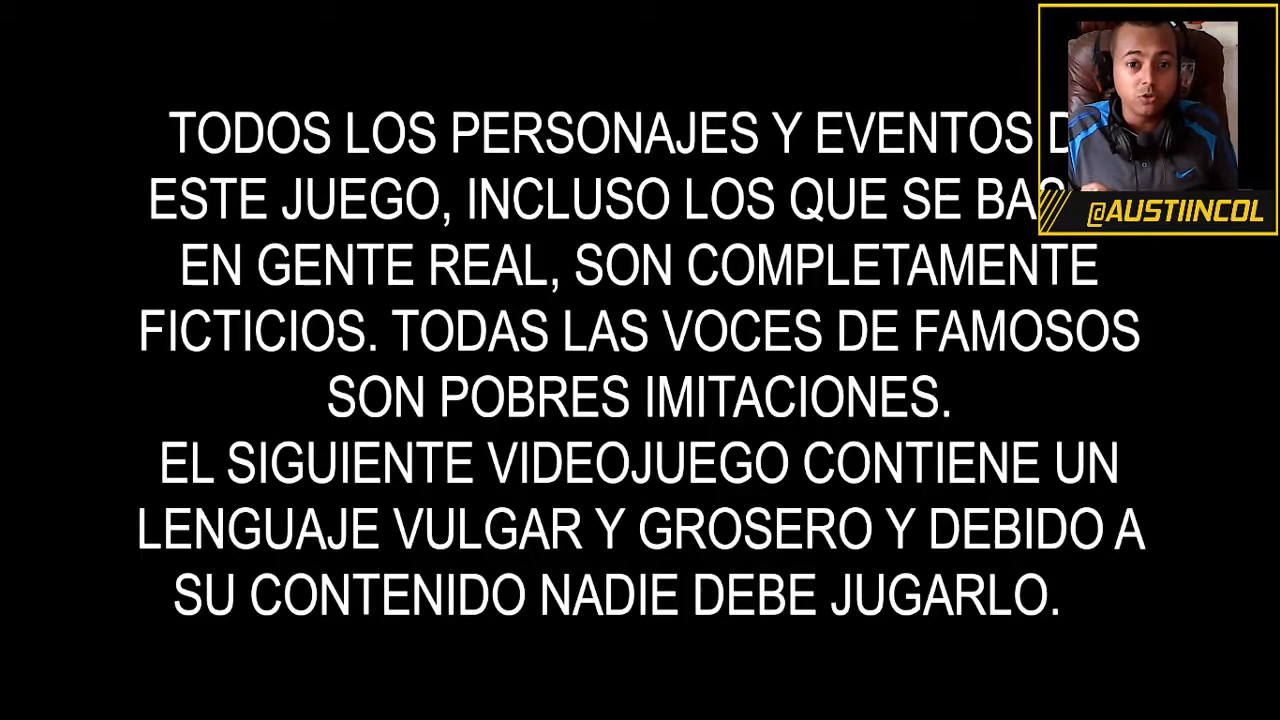 TODOS LOS PERSONAJES Y EVENTOS
ESTE JUEGO, INCLUSO LOS QUE SE
EN GENTE REAL, SON COMPLETAMENTE
FICTICIOS. TODAS LAS VOCES DE FAMOSOS
SON POBRES IMITACIONES.
EL SIGUIENTE VIDEOJUEGO CONTIENE UN
LENGUAJE VULGAR Y GROSERO Y DEBIDO A
SU CONTENIDO NADIE DEBE JUGARLO.
@AUSTIINCOL